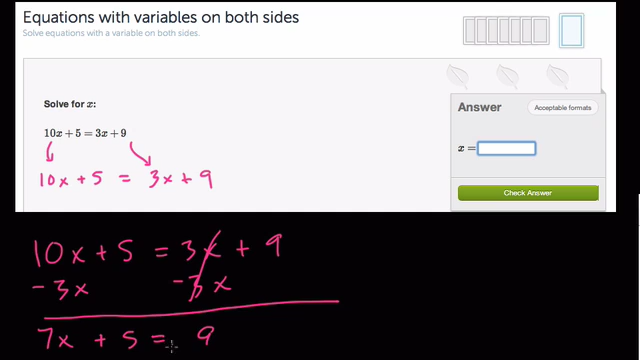 Equations with variables on both sides
Solve equations with a variable on both sides.
Solve for x:
10x + 5 = 3x + 9
10x + 5 = 3x + 9
Answer
Acceptable formats
x =
Check Answer
10x + 5 = 3x + 9
- 3x - 3x
7x + 5 = 9